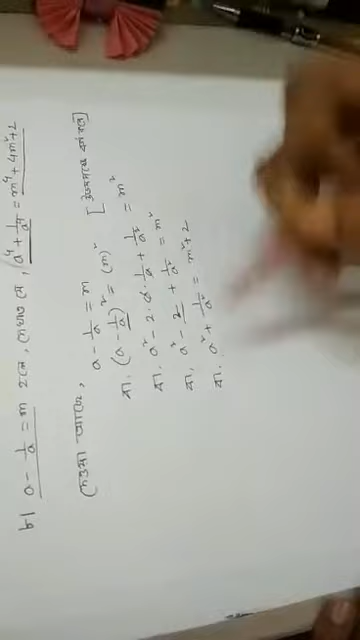 ৮| a - 1/a = m হলে, দেখাও যে, a⁴ + 1/a⁴ = m⁴ + 4m² + 2
দেওয়া আছে, a - 1/a = m
বা, (a - 1/a)² = (m)² [উভয়পক্ষে বর্গ করে]
বা, a² - 2·a·1/a + 1/a² = m²
বা, a² - 2 + 1/a² = m²
বা, a² + 1/a² = m² + 2